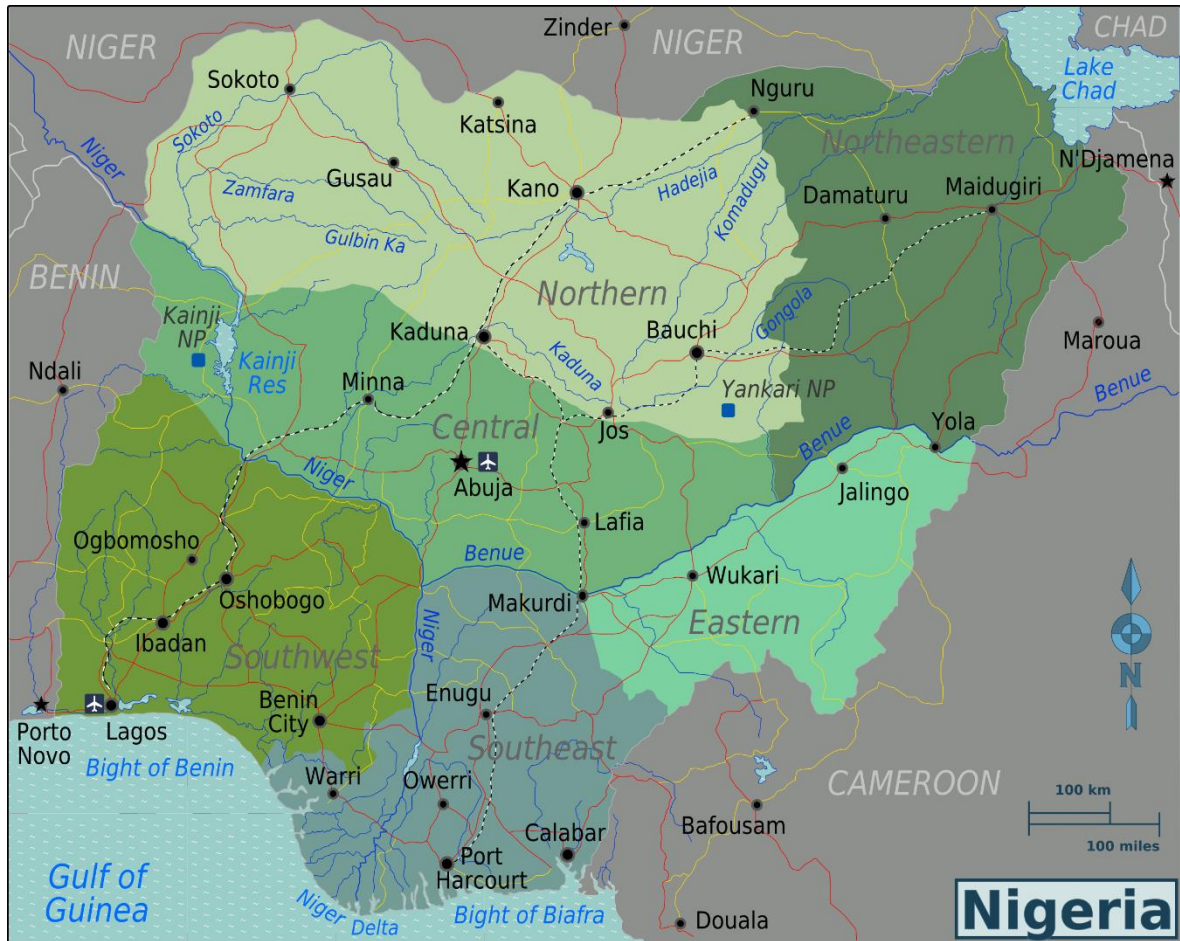 Zinder
NIGER
NIGER
CHAD
Lake
Chad
Sokoto
Katsina
Nguru
Northeastern
N'Djamena
Sokoto
Niger
Gusau
Zamfara
Kano
Hadejia
Komadugu
Damaturu
Maidugiri
Gulbin Ka
BENIN
Northern
Kainji
NP
Kaduna
Bauchi
Gongola
Maroua
Kainji
Res
Kaduna
Ndali
Minna
Yankari NP
Benue
Central
Jos
Benue
Yola
Niger
Abuja
Jalingo
Lafia
Ogbomosho
Benue
Oshobogo
Makurdi
Wukari
Ibadan
Niger
Eastern
Southwest
N
Benin
City
Enugu
Porto
Novo
Lagos
Southeast
Bight of Benin
Warri
Owerri
CAMEROON
100 km
100 miles
Bafousam
Calabar
Port
Harcourt
Gulf of
Guinea
Niger Delta
Bight of Biafra
Douala
Nigeria